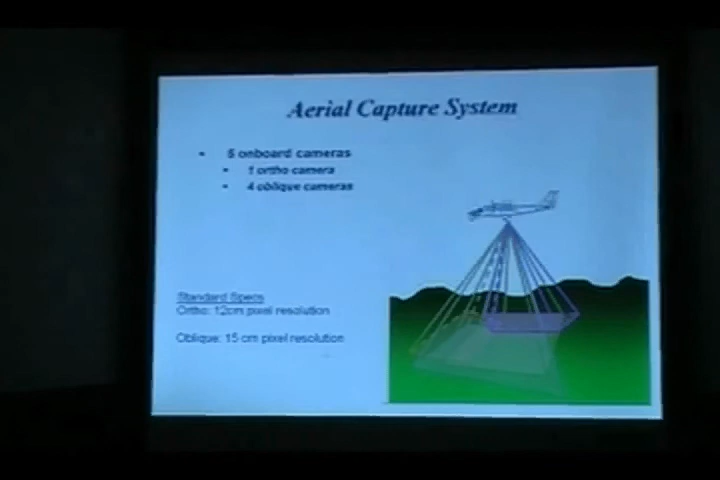 Aerial Capture System
• 5 onboard cameras
• 1 ortho camera
• 4 oblique cameras
Standard Specs
Ortho: 12cm pixel resolution
Oblique: 15 cm pixel resolution